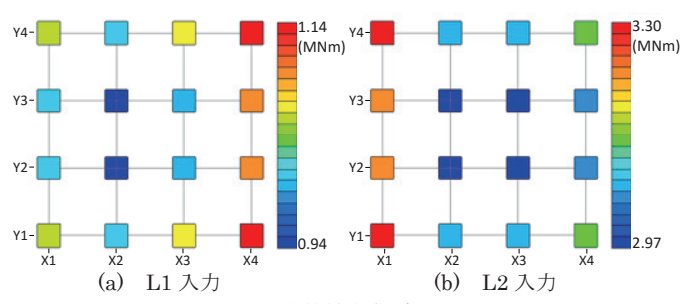 Y4
Y3
Y2
Y1
X1 X2 X3 X4
1.14
(MNm)
0.94
(a) L1 入力
Y4
Y3
Y2
Y1
X1 X2 X3 X4
3.30
(MNm)
2.97
(b) L2 入力